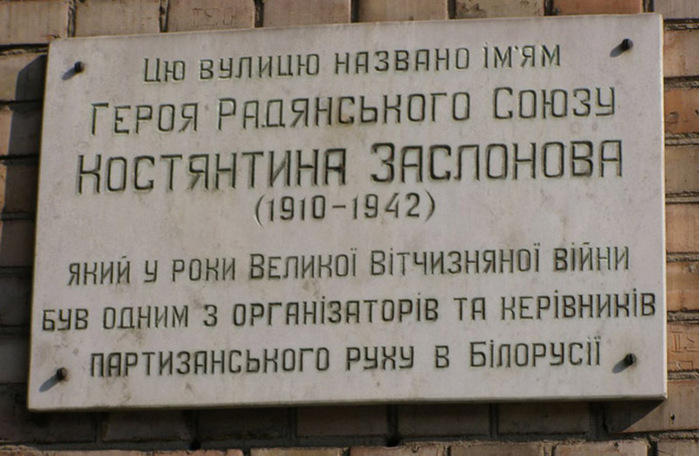 Цю вулицю названо ім'ям
Героя Радянського Союзу
Костянтина Заслонова
(1910-1942)
який у роки Великої Вітчизняної війни
був одним з організаторів та керівників
партизанського руху в Білорусії